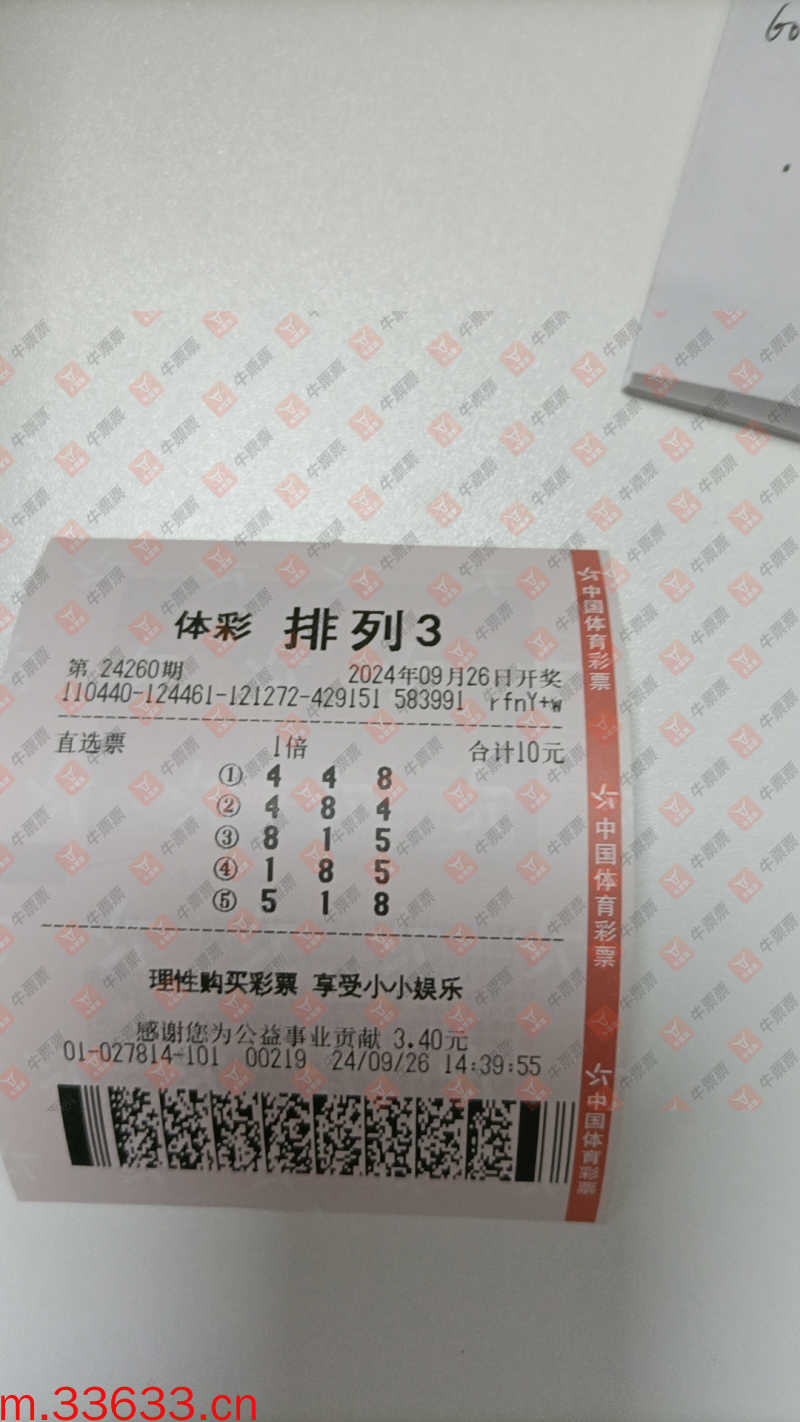 Go
体彩 排列3
第 24260期 2024年09月26日开奖
110440-124461-121272-429151 583991 rfnY+w
直选票 1倍 合计10元
① 4 4 8
② 4 8 4
③ 8 1 5
④ 1 8 5
⑤ 5 1 8
理性购买彩票 享受小小娱乐
感谢您为公益事业贡献 3.40元
01-027814-101 00219 24/09/26 14:39:55
中国体育彩票
中国体育彩票
中国体育彩票
牛票票
m.33633.cn